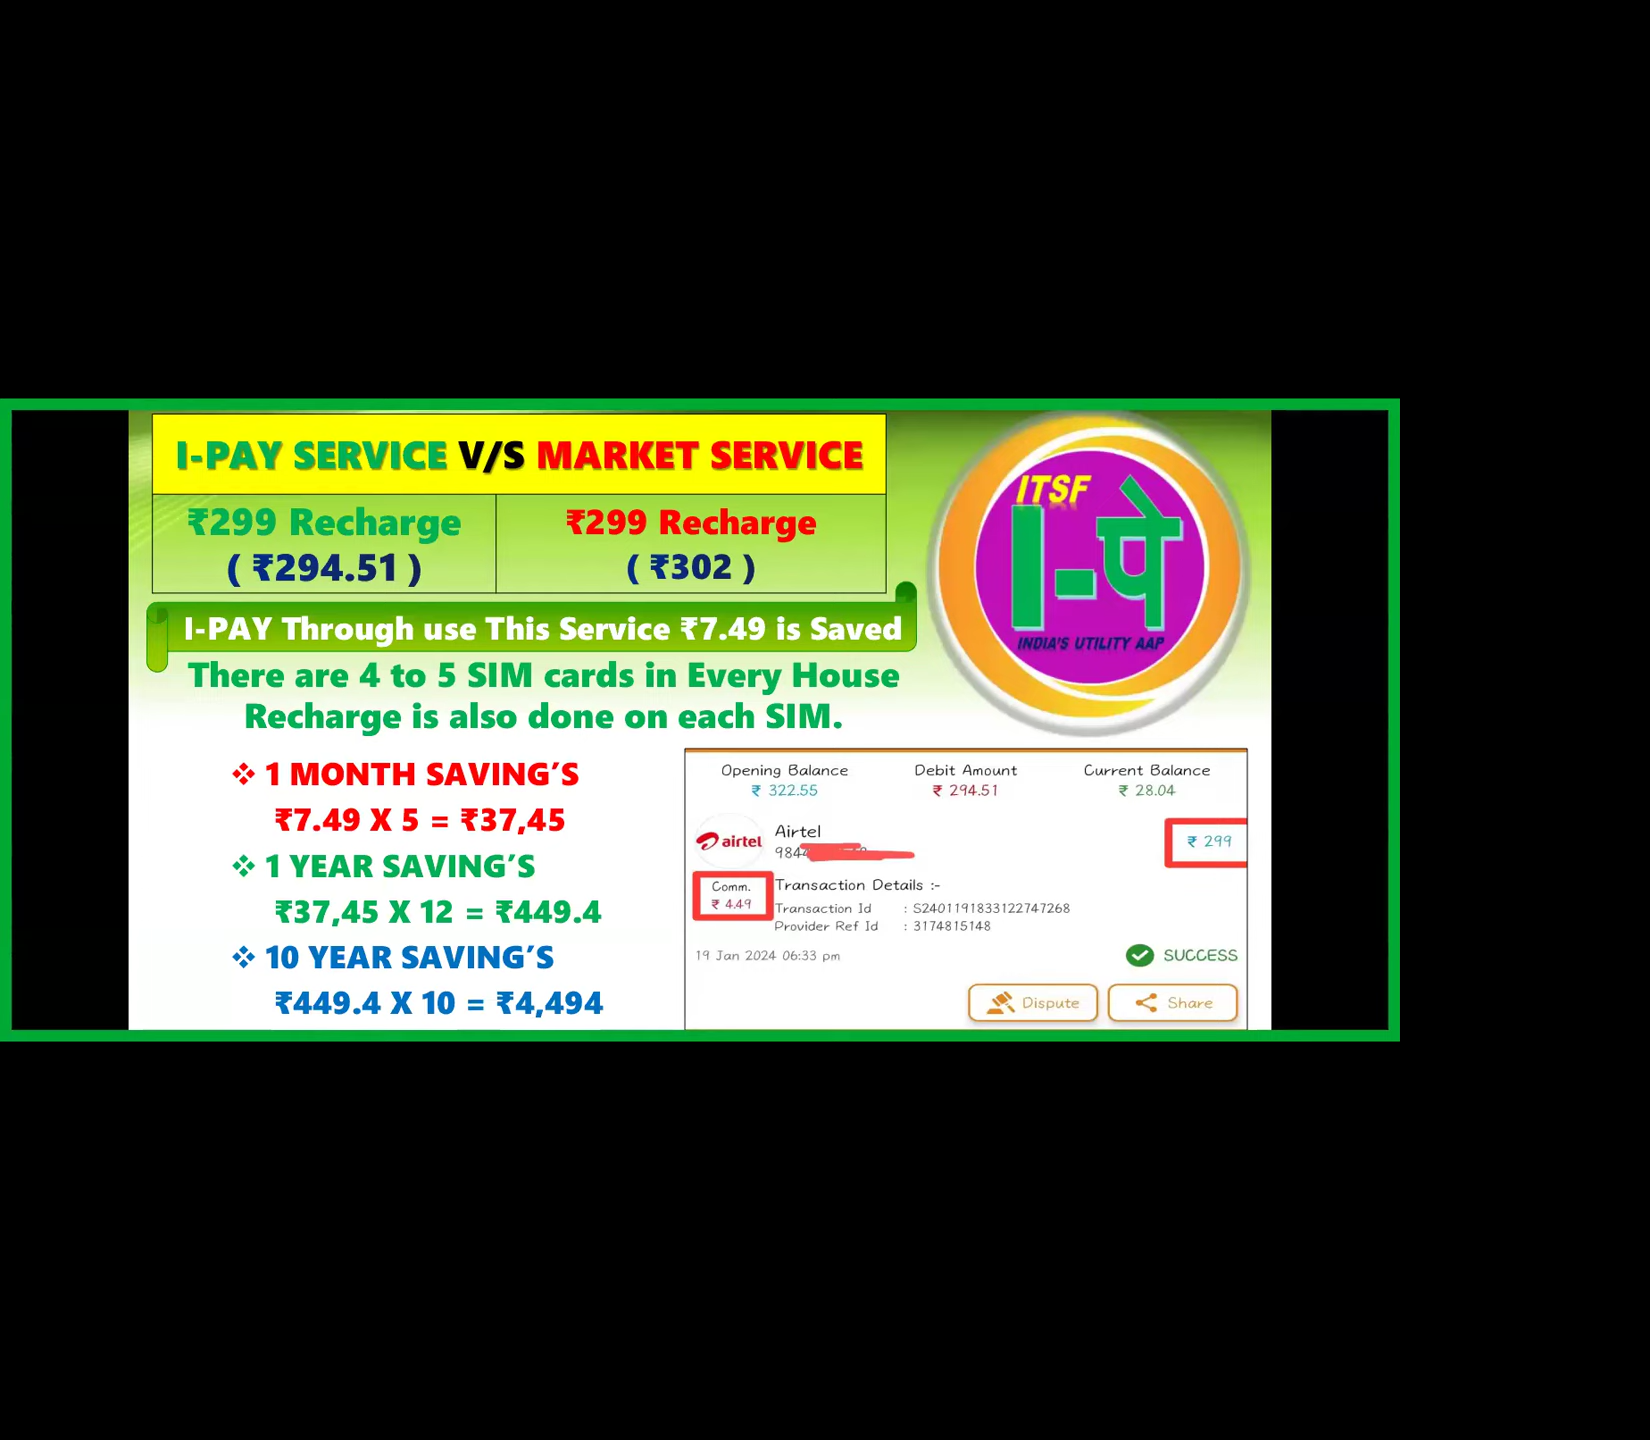 I-PAY SERVICE V/S MARKET SERVICE
₹299 Recharge
( ₹294.51 )
₹299 Recharge
( ₹302 )
I-PAY Through use This Service ₹7.49 is Saved
There are 4 to 5 SIM cards in Every House
Recharge is also done on each SIM.
❖ 1 MONTH SAVING’S
₹7.49 X 5 = ₹37,45
❖ 1 YEAR SAVING’S
₹37,45 X 12 = ₹449.4
❖ 10 YEAR SAVING’S
₹449.4 X 10 = ₹4,494
ITSF
I-पे
INDIA'S UTILITY AAP
Opening Balance Debit Amount Current Balance
₹ 322.55 ₹ 294.51 ₹ 28.04
airtel
Airtel
₹ 299
984
Comm.
₹ 4.49
Transaction Details :-
Transaction Id : S2401191833122747268
Provider Ref Id : 3174815148
19 Jan 2024 06:33 pm
SUCCESS
Dispute
Share